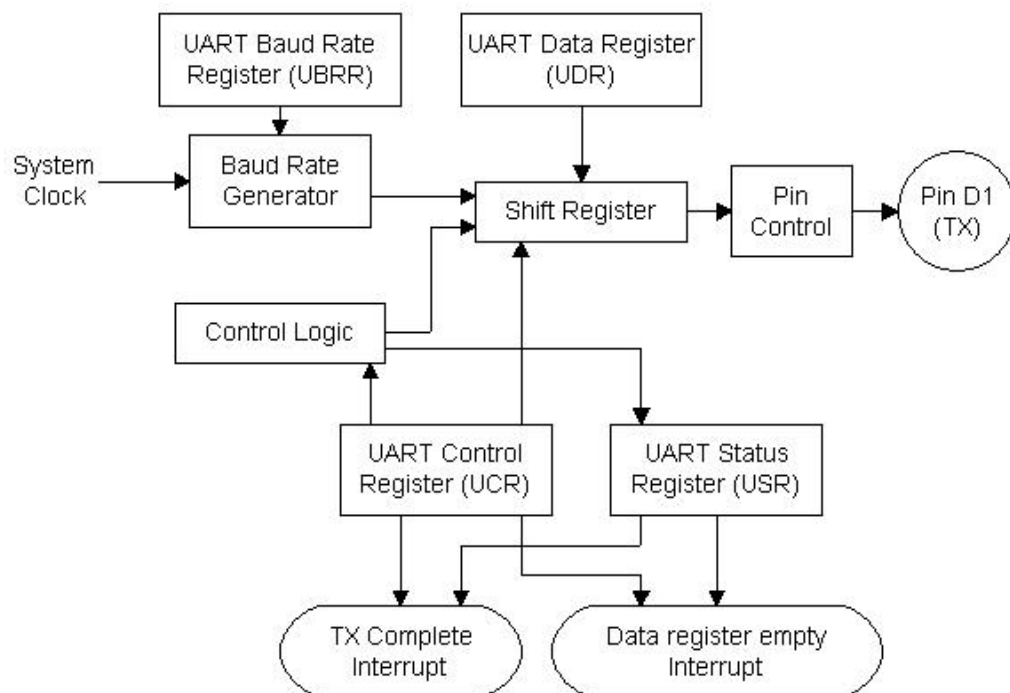 UART Baud Rate
Register (UBRR)
UART Data Register
(UDR)
System
Clock
Baud Rate
Generator
Shift Register
Pin
Control
Pin D1
(TX)
Control Logic
UART Control
Register (UCR)
UART Status
Register (USR)
TX Complete
Interrupt
Data register empty
Interrupt